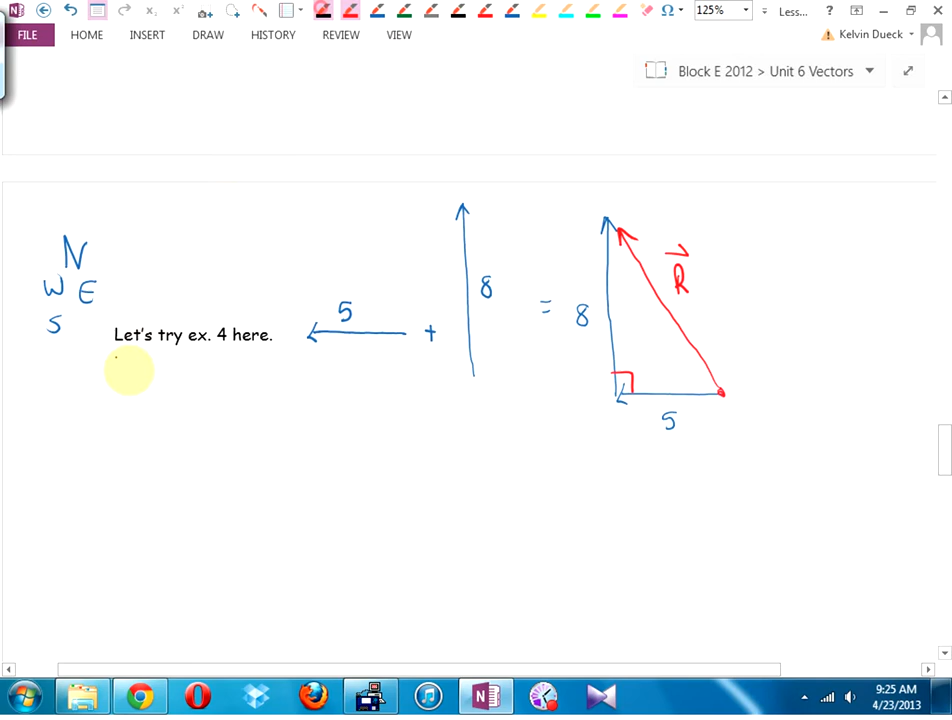 125%
Less...
?
FILE
HOME
INSERT
DRAW
HISTORY
REVIEW
VIEW
Kelvin Dueck
Block E 2012 > Unit 6 Vectors
N
W E
S
Let's try ex. 4 here.
5
+
8
=
8
R
5
9:25 AM
4/23/2013